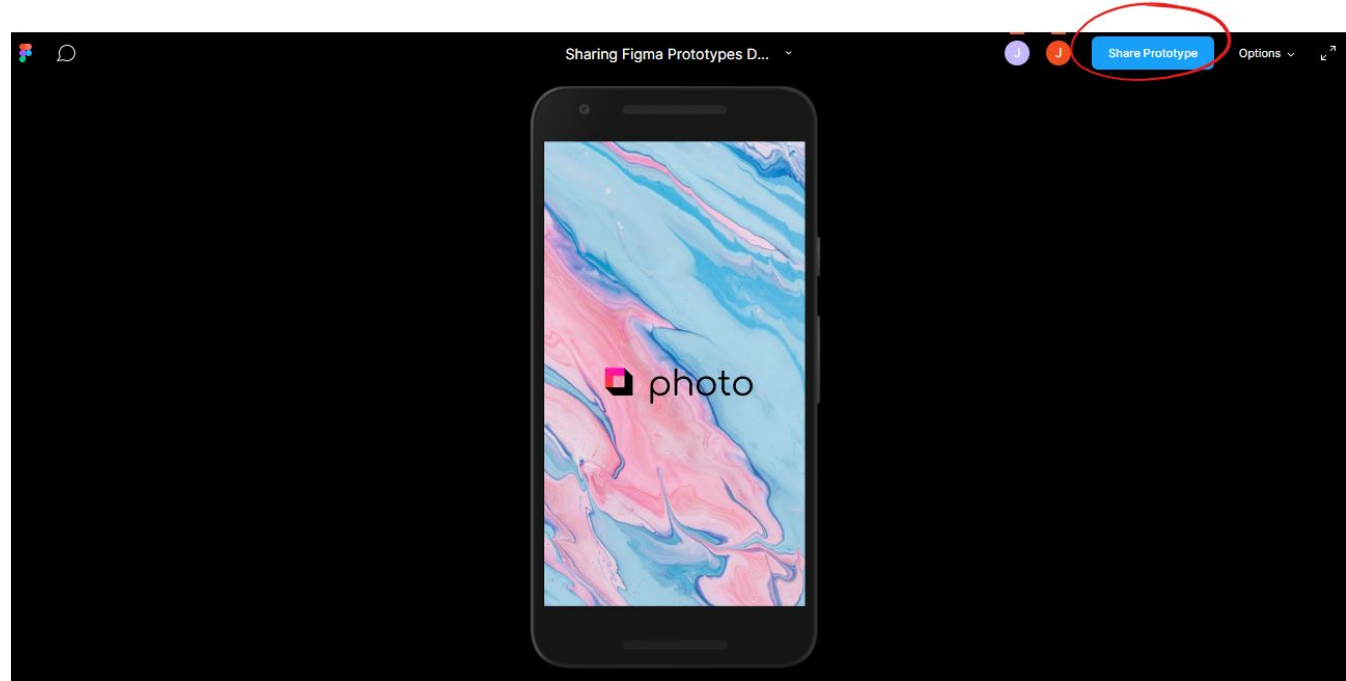 Sharing Figma Prototypes D...
J
J
Share Prototype
Options
photo